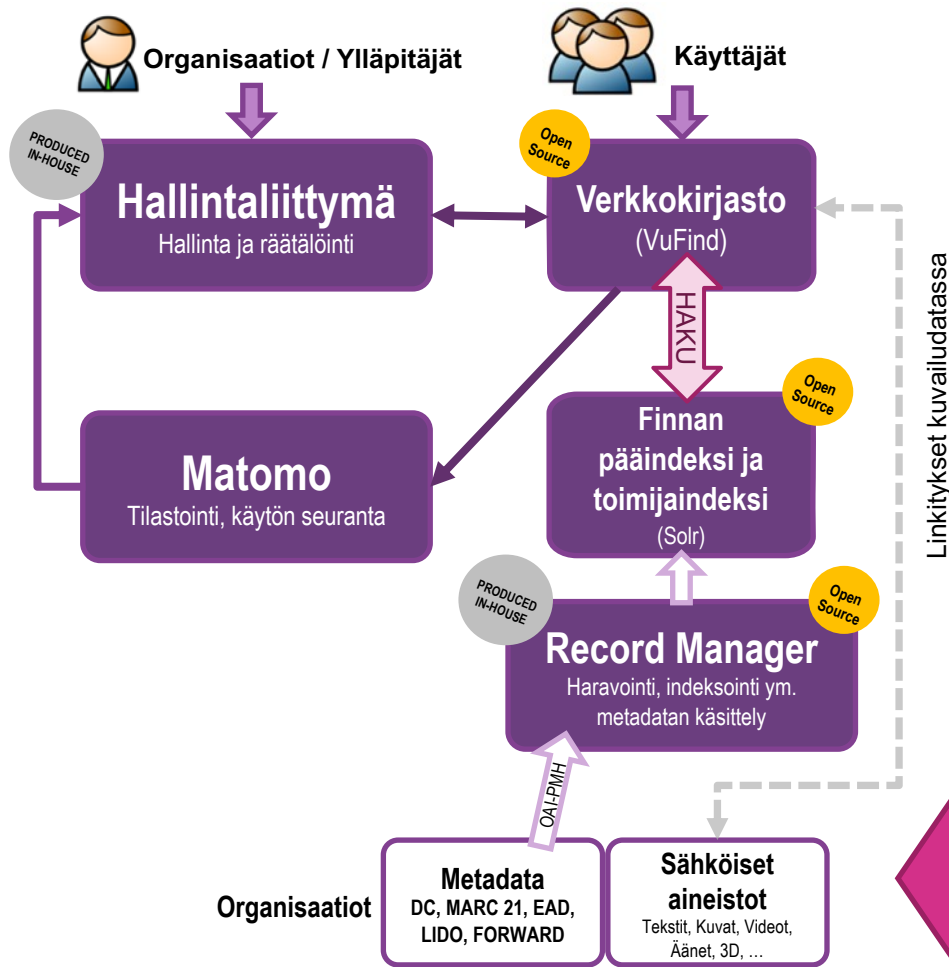 Organisaatiot / Ylläpitäjät
Käyttäjät
PRODUCED
IN-HOUSE
Hallintaliittymä
Hallinta ja räätälöinti
Open
Source
Verkkokirjasto
(VuFind)
HAKU
Linkitykset kuvailudatassa
Matomo
Tilastointi, käytön seuranta
Open
Source
Finnan
pääindeksi ja
toimijaindeksi
(Solr)
PRODUCED
IN-HOUSE
Open
Source
Record Manager
Haravointi, indeksointi ym.
metadatan käsittely
OAI-PMH
Organisaatiot
Metadata
DC, MARC 21, EAD,
LIDO, FORWARD
Sähköiset
aineistot
Tekstit, Kuvat, Videot,
Äänet, 3D, …